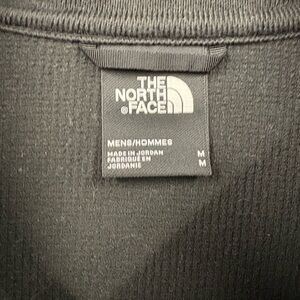 THE
NORTH
®FACE
MENS/HOMMES
MADE IN JORDAN M
FABRIQUÉ EN M
JORDANIE